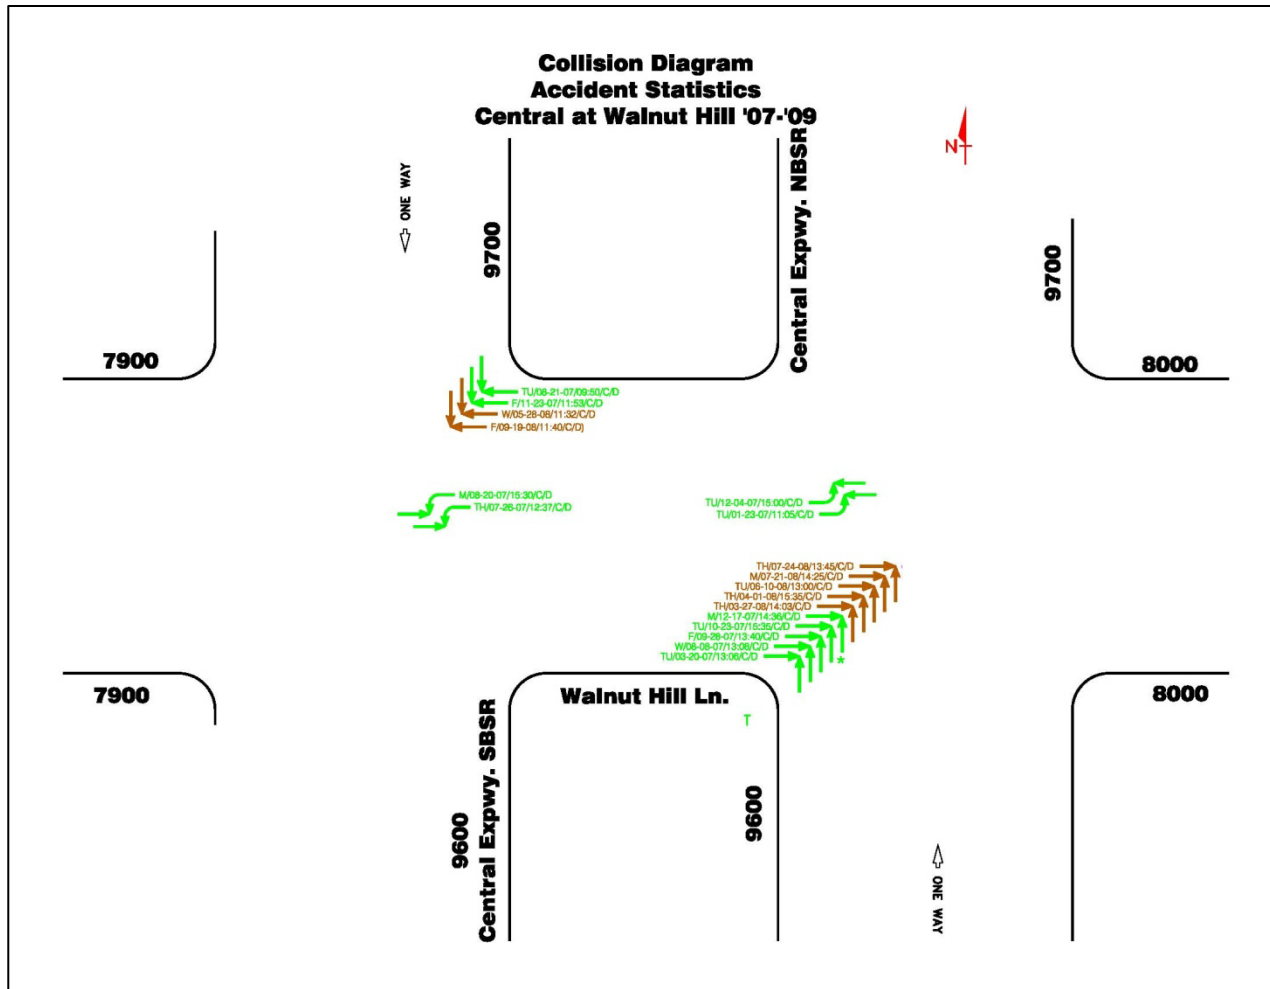 Collision Diagram
Accident Statistics
Central at Walnut Hill '07-'09
N
ONE WAY
9700
Central Expwy. NBSR
9700
7900
8000
TU/08-21-07/09:50/C/D
F/11-23-07/11:53/C/D
W/05-28-08/11:32/C/D
F/09-19-08/11:40/C/D)
M/08-20-07/15:30/C/D
TH/07-26-07/12:37/C/D
TU/12-04-07/15:00/C/D
TU/01-23-07/11:05/C/D
TH/07-24-08/13:45/C/D
M/07-21-08/14:25/C/D
TU/06-10-08/13:00/C/D
TH/04-01-08/15:35/C/D
TH/03-27-08/14:03/C/D
M/12-17-07/14:36/C/D
TU/10-23-07/15:35/C/D
F/09-28-07/13:40/C/D
W/08-08-07/13:08/C/D
TU/03-20-07/13:06/C/D
*
7900
Walnut Hill Ln.
8000
T
Central Expwy. SBSR
9600
9600
ONE WAY